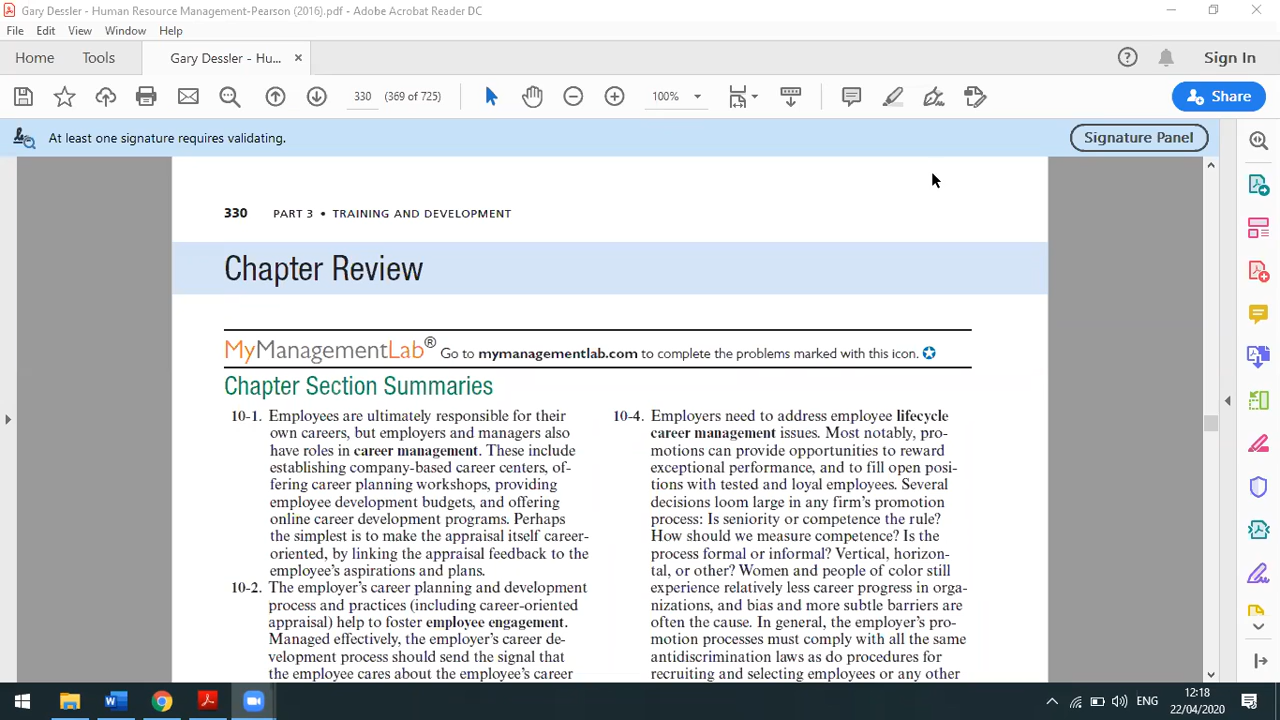 Gary Dessler - Human Resource Management-Pearson (2016).pdf - Adobe Acrobat Reader DC
File Edit View Window Help
Home Tools Gary Dessler - Hu... × Sign In
330 (369 of 725) 100% Share
At least one signature requires validating. Signature Panel
330 PART 3 • TRAINING AND DEVELOPMENT
Chapter Review
MyManagementLab® Go to mymanagementlab.com to complete the problems marked with this icon.
Chapter Section Summaries
10-1. Employees are ultimately responsible for their
own careers, but employers and managers also
have roles in career management. These include
establishing company-based career centers, of-
fering career planning workshops, providing
employee development budgets, and offering
online career development programs. Perhaps
the simplest is to make the appraisal itself career-
oriented, by linking the appraisal feedback to the
employee's aspirations and plans.
10-2. The employer's career planning and development
process and practices (including career-oriented
appraisal) help to foster employee engagement.
Managed effectively, the employer's career de-
velopment process should send the signal that
the employee cares about the employee's career
10-4. Employers need to address employee lifecycle
career management issues. Most notably, pro-
motions can provide opportunities to reward
exceptional performance, and to fill open posi-
tions with tested and loyal employees. Several
decisions loom large in any firm's promotion
process: Is seniority or competence the rule?
How should we measure competence? Is the
process formal or informal? Vertical, horizon-
tal, or other? Women and people of color still
experience relatively less career progress in orga-
nizations, and bias and more subtle barriers are
often the cause. In general, the employer's pro-
motion processes must comply with all the same
antidiscrimination laws as do procedures for
recruiting and selecting employees or any other
ENG 12:18
22/04/2020